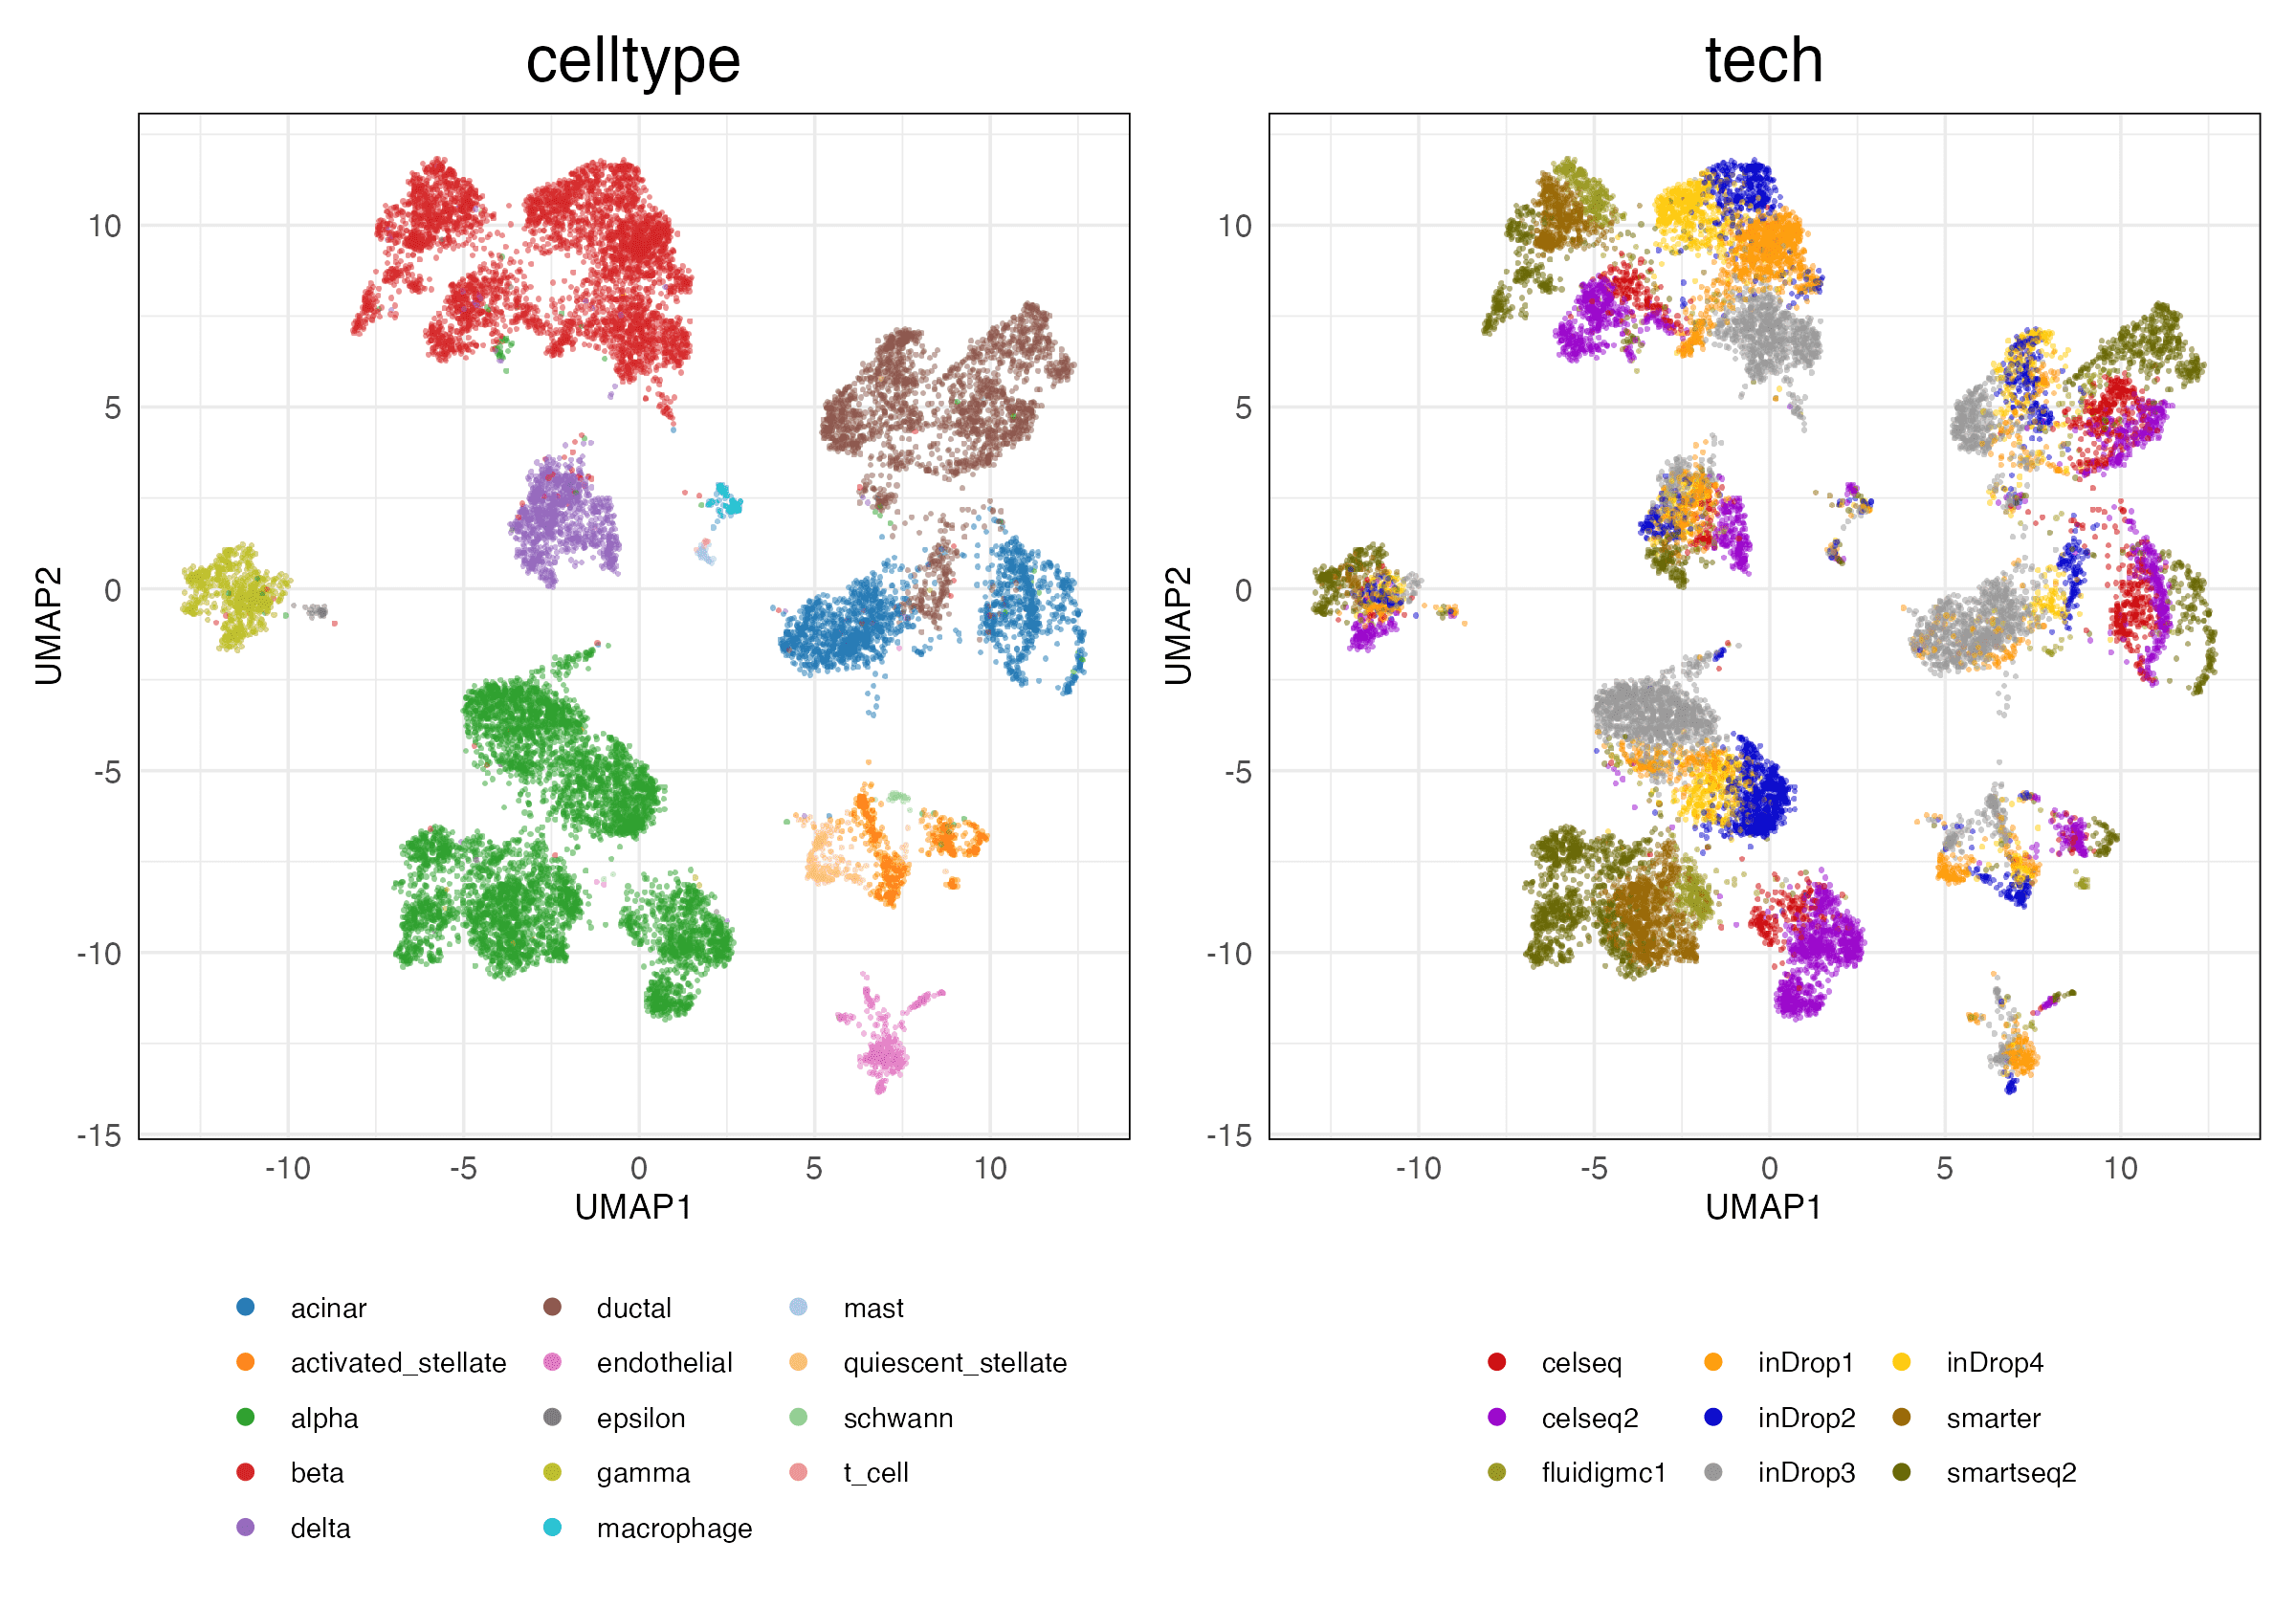 celltype
tech
UMAP2
10
5
0
-5
-10
-15
-10 -5 0 5 10
UMAP1
UMAP2
10
5
0
-5
-10
-15
-10 -5 0 5 10
UMAP1
acinar ductal mast
activated_stellate endothelial quiescent_stellate
alpha epsilon schwann
beta gamma t_cell
delta macrophage
celseq inDrop1 inDrop4
celseq2 inDrop2 smarter
fluidigmc1 inDrop3 smartseq2